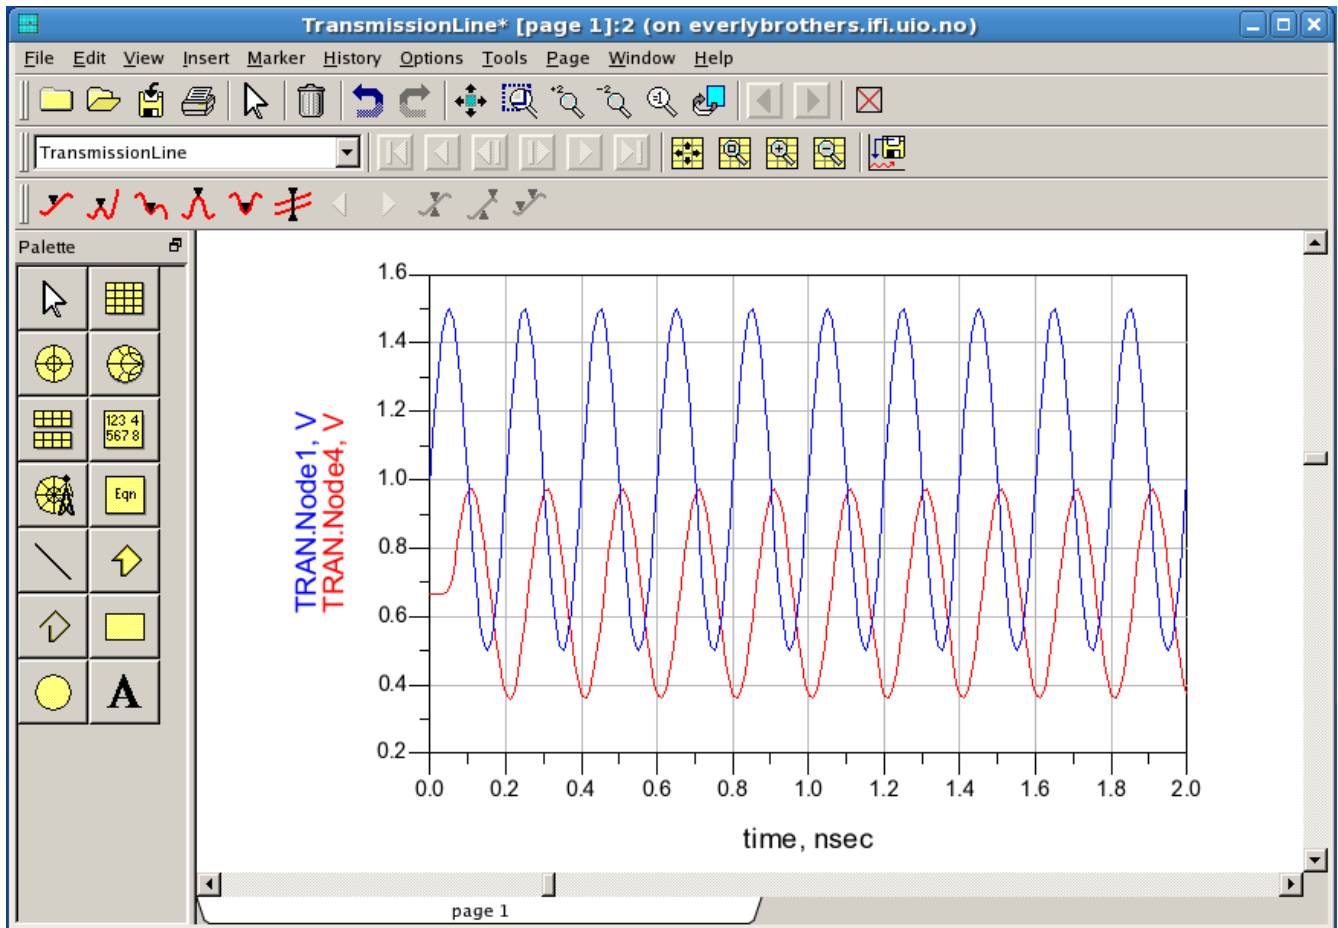 TransmissionLine* [page 1]:2 (on everlybrothers.ifi.uio.no)
File Edit View Insert Marker History Options Tools Page Window Help
+2 -2 :1
TransmissionLine
Palette
123 4
567 8
Eqn
A
TRAN.Node1, V
TRAN.Node4, V
1.6
1.4
1.2
1.0
0.8
0.6
0.4
0.2
0.0 0.2 0.4 0.6 0.8 1.0 1.2 1.4 1.6 1.8 2.0
time, nsec
page 1